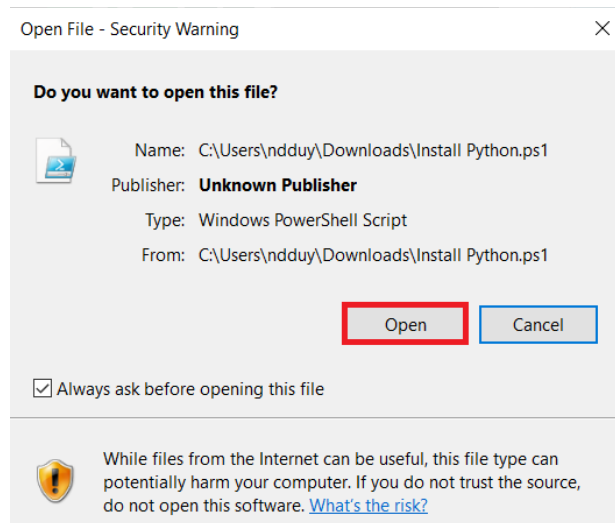 Open File - Security Warning
Do you want to open this file?
Name: C:\Users\ndduy\Downloads\Install Python.ps1
Publisher: Unknown Publisher
Type: Windows PowerShell Script
From: C:\Users\ndduy\Downloads\Install Python.ps1
Open Cancel
Always ask before opening this file
While files from the Internet can be useful, this file type can
potentially harm your computer. If you do not trust the source,
do not open this software. What's the risk?